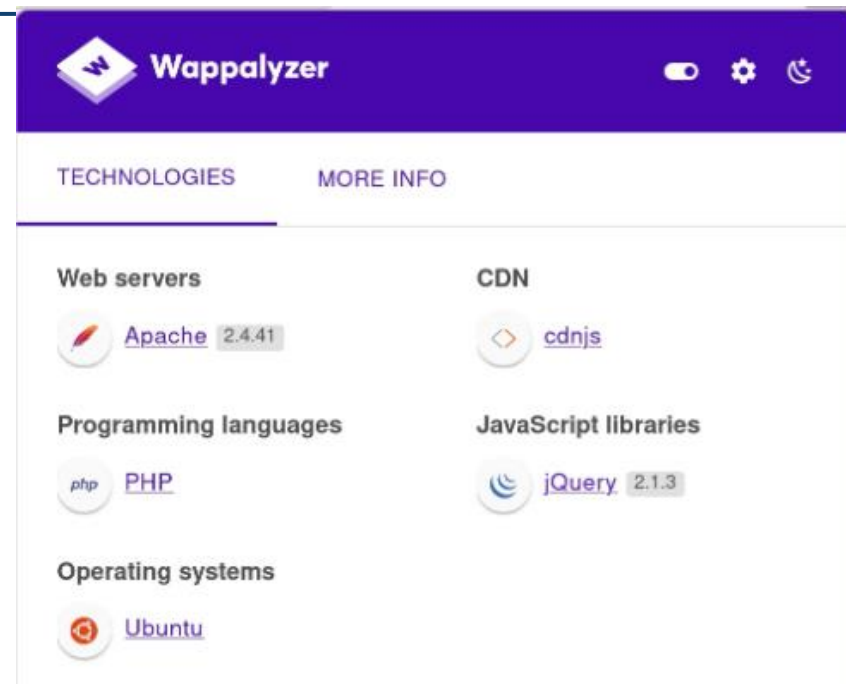 W Wappalyzer
TECHNOLOGIES MORE INFO
Web servers CDN
Apache 2.4.41 cdnjs
Programming languages JavaScript libraries
php PHP jQuery 2.1.3
Operating systems
Ubuntu